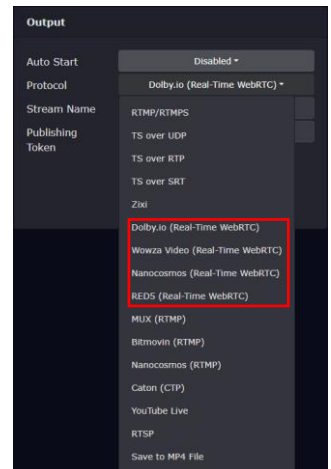 Output
Auto Start
Disabled
Protocol
Dolby.io (Real-Time WebRTC)
Stream Name
Publishing
Token
RTMP/RTMPS
TS over UDP
TS over RTP
TS over SRT
Zixi
Dolby.io (Real-Time WebRTC)
Wowza Video (Real-Time WebRTC)
Nanocosmos (Real-Time WebRTC)
RED5 (Real-Time WebRTC)
MUX (RTMP)
Bitmovin (RTMP)
Nanocosmos (RTMP)
Caton (CTP)
YouTube Live
RTSP
Save to MP4 File